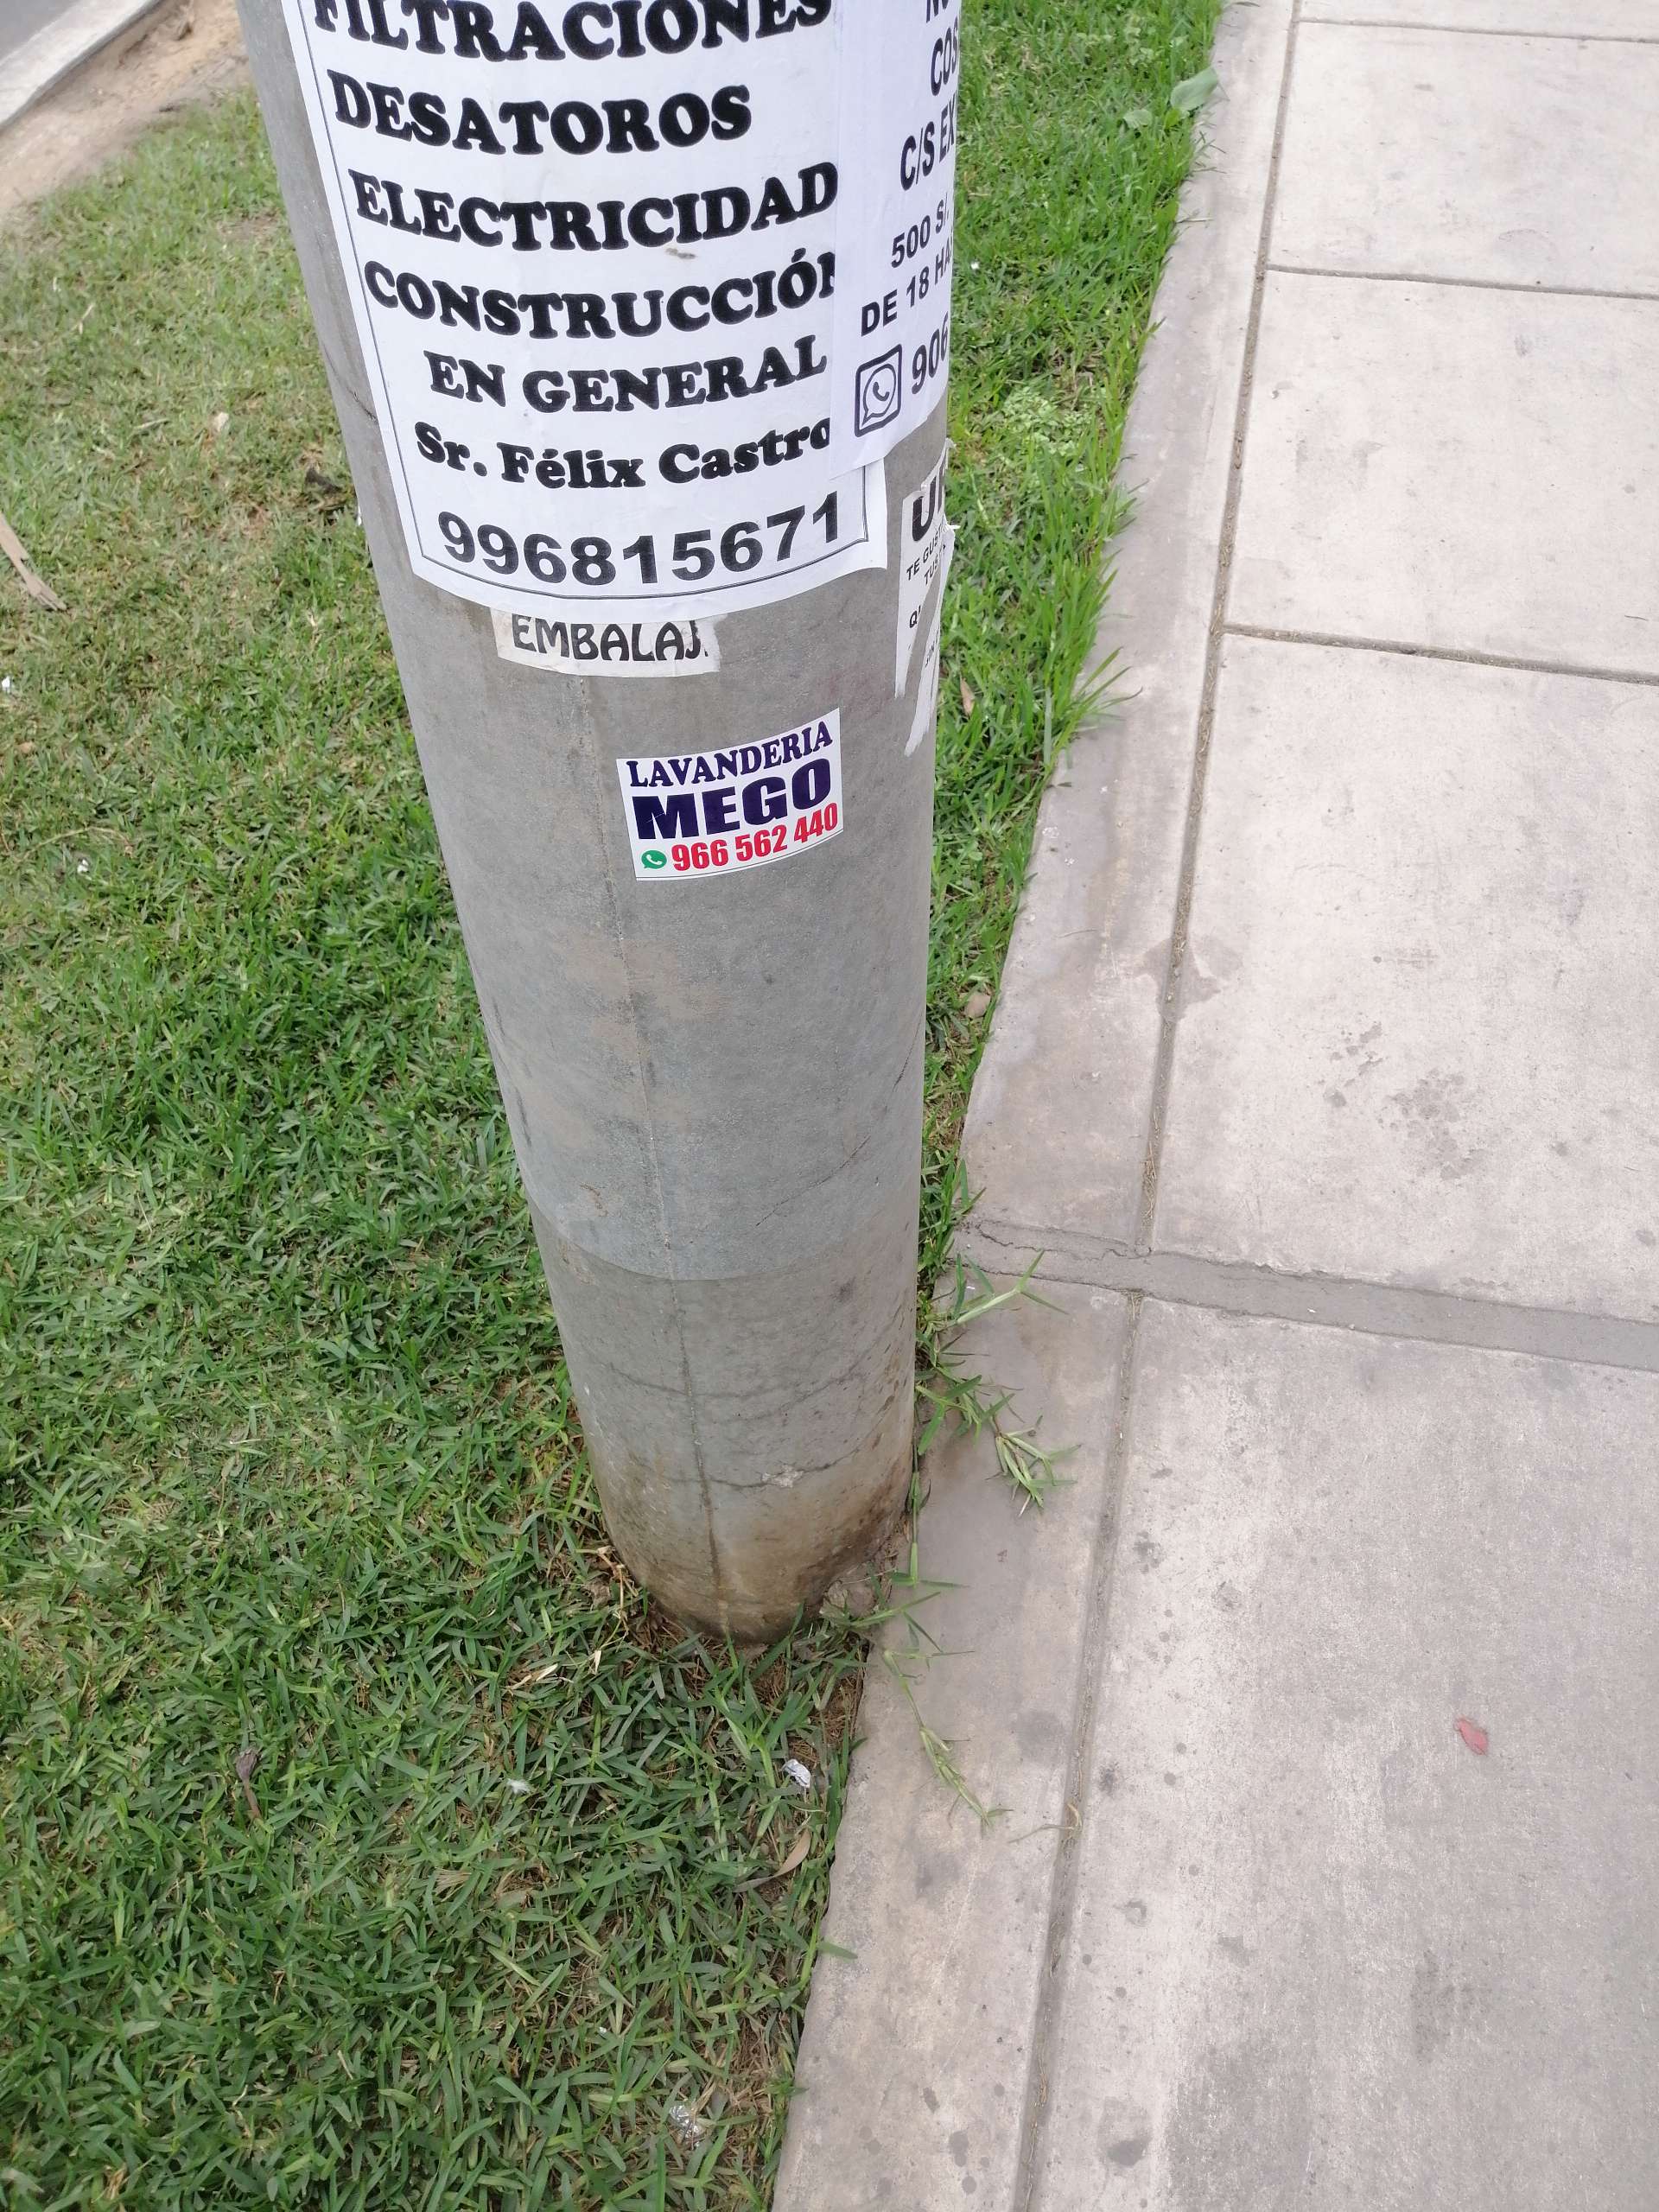 FILTRACIONES
DESATOROS
ELECTRICIDAD
CONSTRUCCIÓN
EN GENERAL
Sr. Félix Castro
996815671
C/S
500 S/.
DE 18
906
TE
EMBALAJ
LAVANDERIA
MEGO
966 562 440